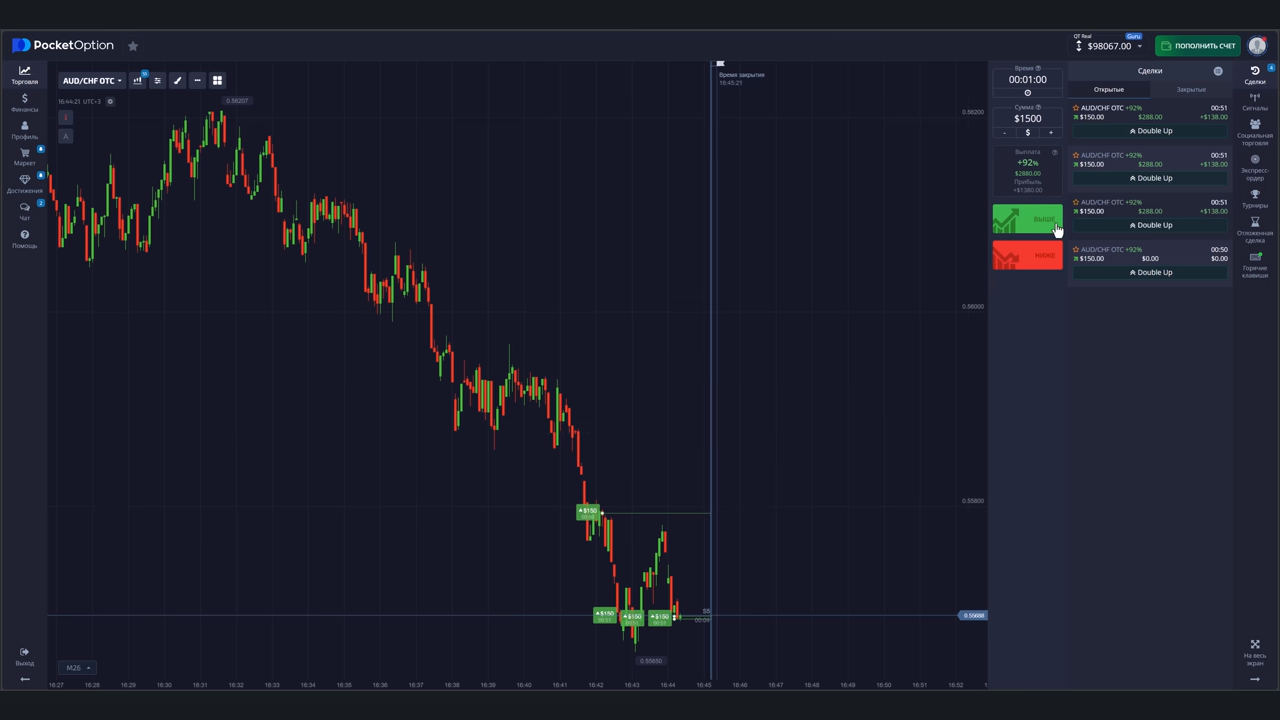 PocketOption
QT Real
Guru
$98067.00
ПОПОЛНИТЬ СЧЕТ
Торговля
Финансы
Профиль
Маркет
Достижения
2
Чат
Помощь
Выход
AUD/CHF OTC
16:44:21 UTC+3
A
0.56207
0.55650
Время закрытия
16:45:21
0.56200
0.56000
0.55800
0.55688
$150
$150
$150
$150
M26
16:27 16:28 16:29 16:30 16:31 16:32 16:33 16:34 16:35 16:36 16:37 16:38 16:39 16:40 16:41 16:42 16:43 16:44 16:45 16:46 16:47 16:48 16:49 16:50 16:51 16:52
Время
00:01:00
Сумма
$1500
- $ +
Выплата
+92%
$2880.00
Прибыль
+$1380.00
ВЫШЕ
НИЖЕ
Сделки
Открытые Закрытые
AUD/CHF OTC +92% 00:51
$150.00 $288.00 +$138.00
Double Up
AUD/CHF OTC +92% 00:51
$150.00 $288.00 +$138.00
Double Up
AUD/CHF OTC +92% 00:51
$150.00 $288.00 +$138.00
Double Up
AUD/CHF OTC +92% 00:50
$150.00 $0.00 $0.00
Double Up
4
Сделки
Сигналы
Социальная
торговля
Экспресс-
ордер
Турниры
Отложенная
сделка
Горячие
клавиши
На весь
экран